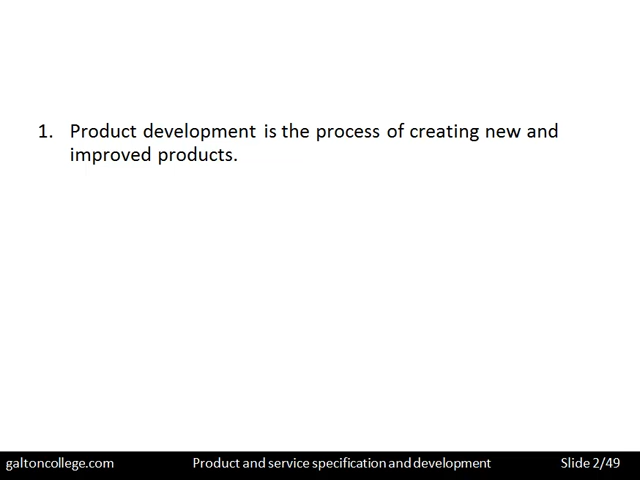 1. Product development is the process of creating new and
improved products.
galtoncollege.com Product and service specification and development Slide 2/49